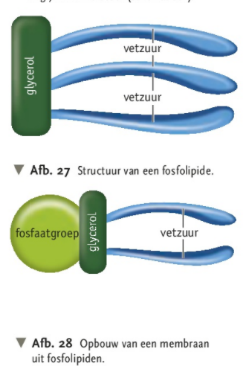 vetzuur
glycerol
vetzuur
▼ Afb. 27 Structuur van een fosfolipide.
fosfaatgroep
glycerol
vetzuur
▼ Afb. 28 Opbouw van een membraan
uit fosfolipiden.